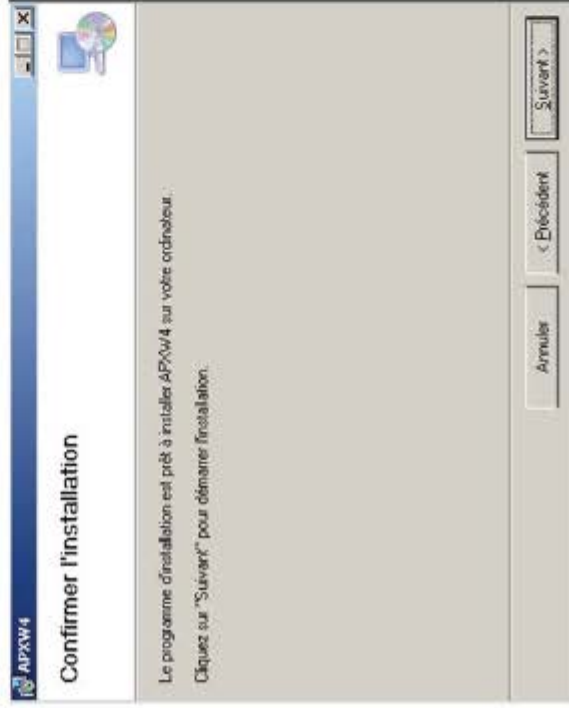 APXW4
Confirmer l'installation
Le programme d'installation est prêt à installer APXW4 sur votre ordinateur.
Cliquez sur "Suivant" pour démarrer l'installation.
Annuler
< Précédent
Suivant >